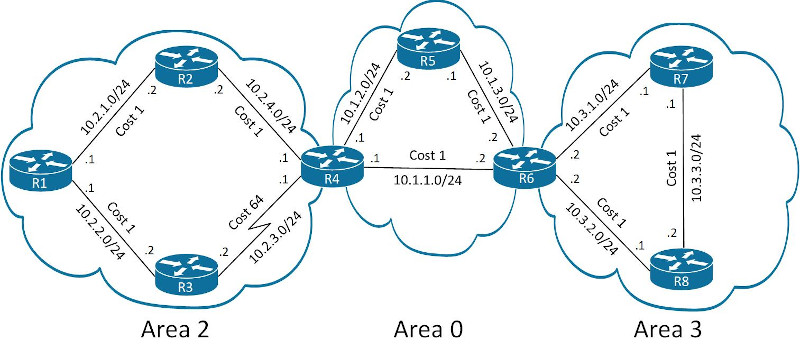 R2
10.2.1.0/24
.2
.2
10.2.4.0/24
Cost 1
Cost 1
.1
.1
R1
R4
.1
.1
Cost 1
Cost 64
10.2.2.0/24
10.2.3.0/24
.2
.2
R3
R5
10.1.2.0/24
.2
.1
10.1.3.0/24
Cost 1
Cost 1
.1
.2
.1
Cost 1
.2
10.1.1.0/24
R6
R7
10.3.1.0/24
.1
.1
Cost 1
.2
.2
Cost 1
10.3.3.0/24
Cost 1
10.3.2.0/24
.1
.2
R8
Area 2
Area 0
Area 3